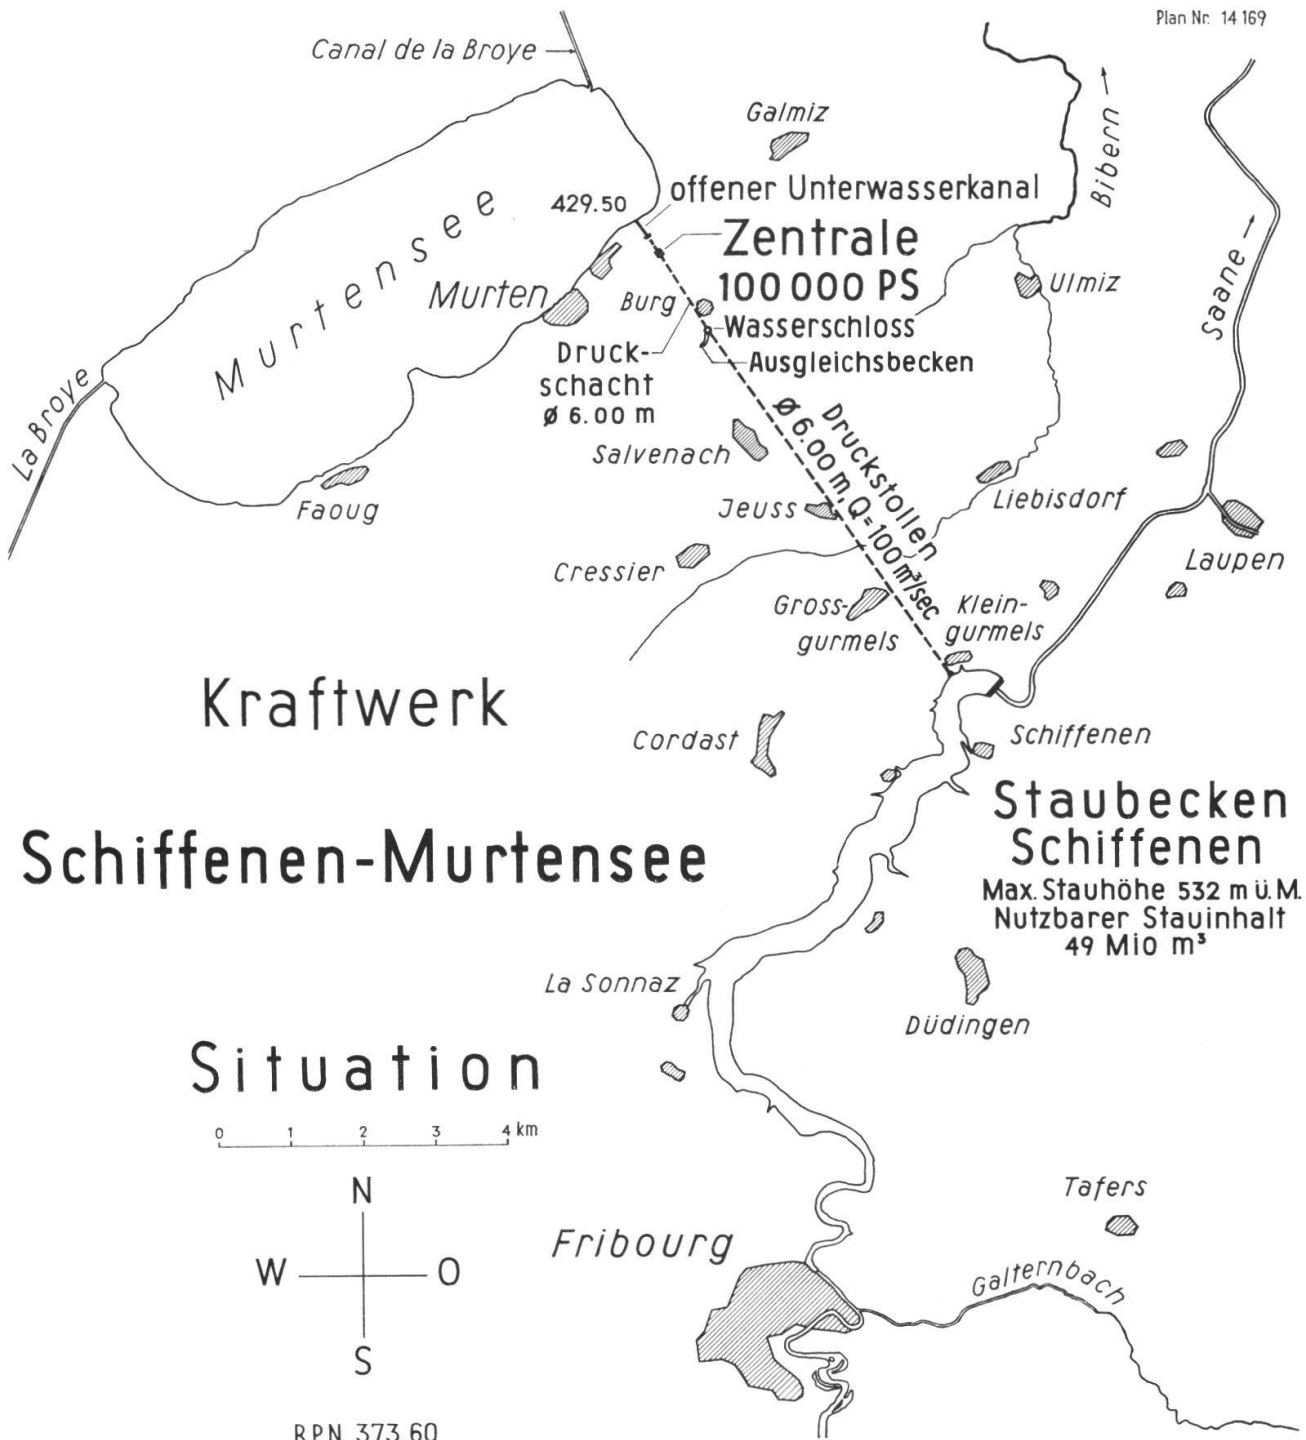 Plan Nr. 14 169
Canal de la Broye
Galmiz
Bibern
offener Unterwasserkanal
429.50
Murtensee
Zentrale
100 000 PS
Saane
Ulmiz
Murten
Burg
Wasserschloss
Ausgleichsbecken
Druck-
schacht
ø 6.00 m
La Broye
Druckstollen
ø 6.00 m, Q = 100 m³/sec
Salvenach
Faoug
Jeuss
Liebisdorf
Laupen
Cressier
Gross-
gurmels
Klein-
gurmels
Kraftwerk
Schiffenen-Murtensee
Cordast
Schiffenen
Staubecken
Schiffenen
Max. Stauhöhe 532 m ü. M.
Nutzbarer Stauinhalt
49 Mio m³
La Sonnaz
Düdingen
Situation
0 1 2 3 4 km
N
W O
S
Fribourg
Tafers
Galternbach
R.P.N. 373.60